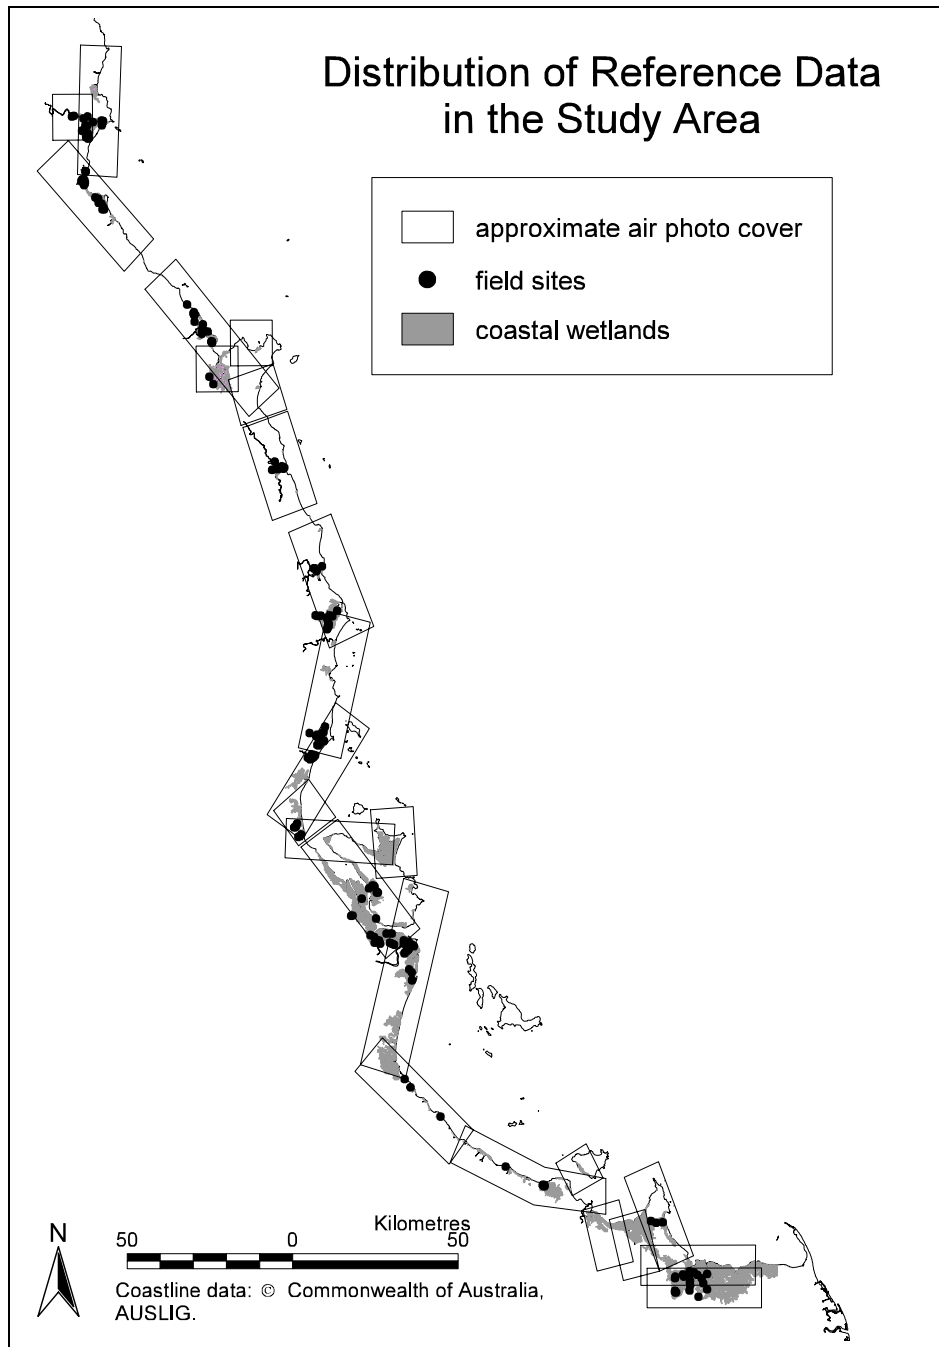 Distribution of Reference Data
in the Study Area
approximate air photo cover
field sites
coastal wetlands
N
Kilometres
50 0 50
Coastline data: © Commonwealth of Australia,
AUSLIG.